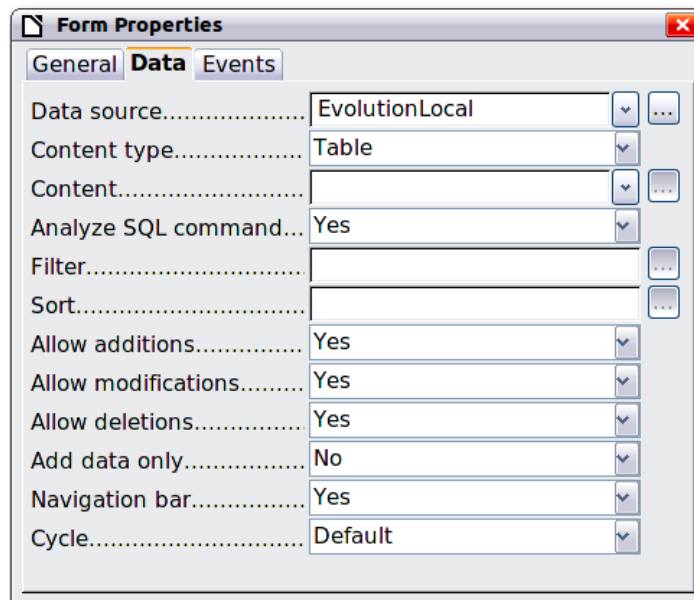 Form Properties
General Data Events
Data source..................... EvolutionLocal ...
Content type................... Table
Content........................... ...
Analyze SQL command... Yes
Filter............................... ...
Sort................................ ...
Allow additions............... Yes
Allow modifications......... Yes
Allow deletions................ Yes
Add data only................. No
Navigation bar................ Yes
Cycle.............................. Default